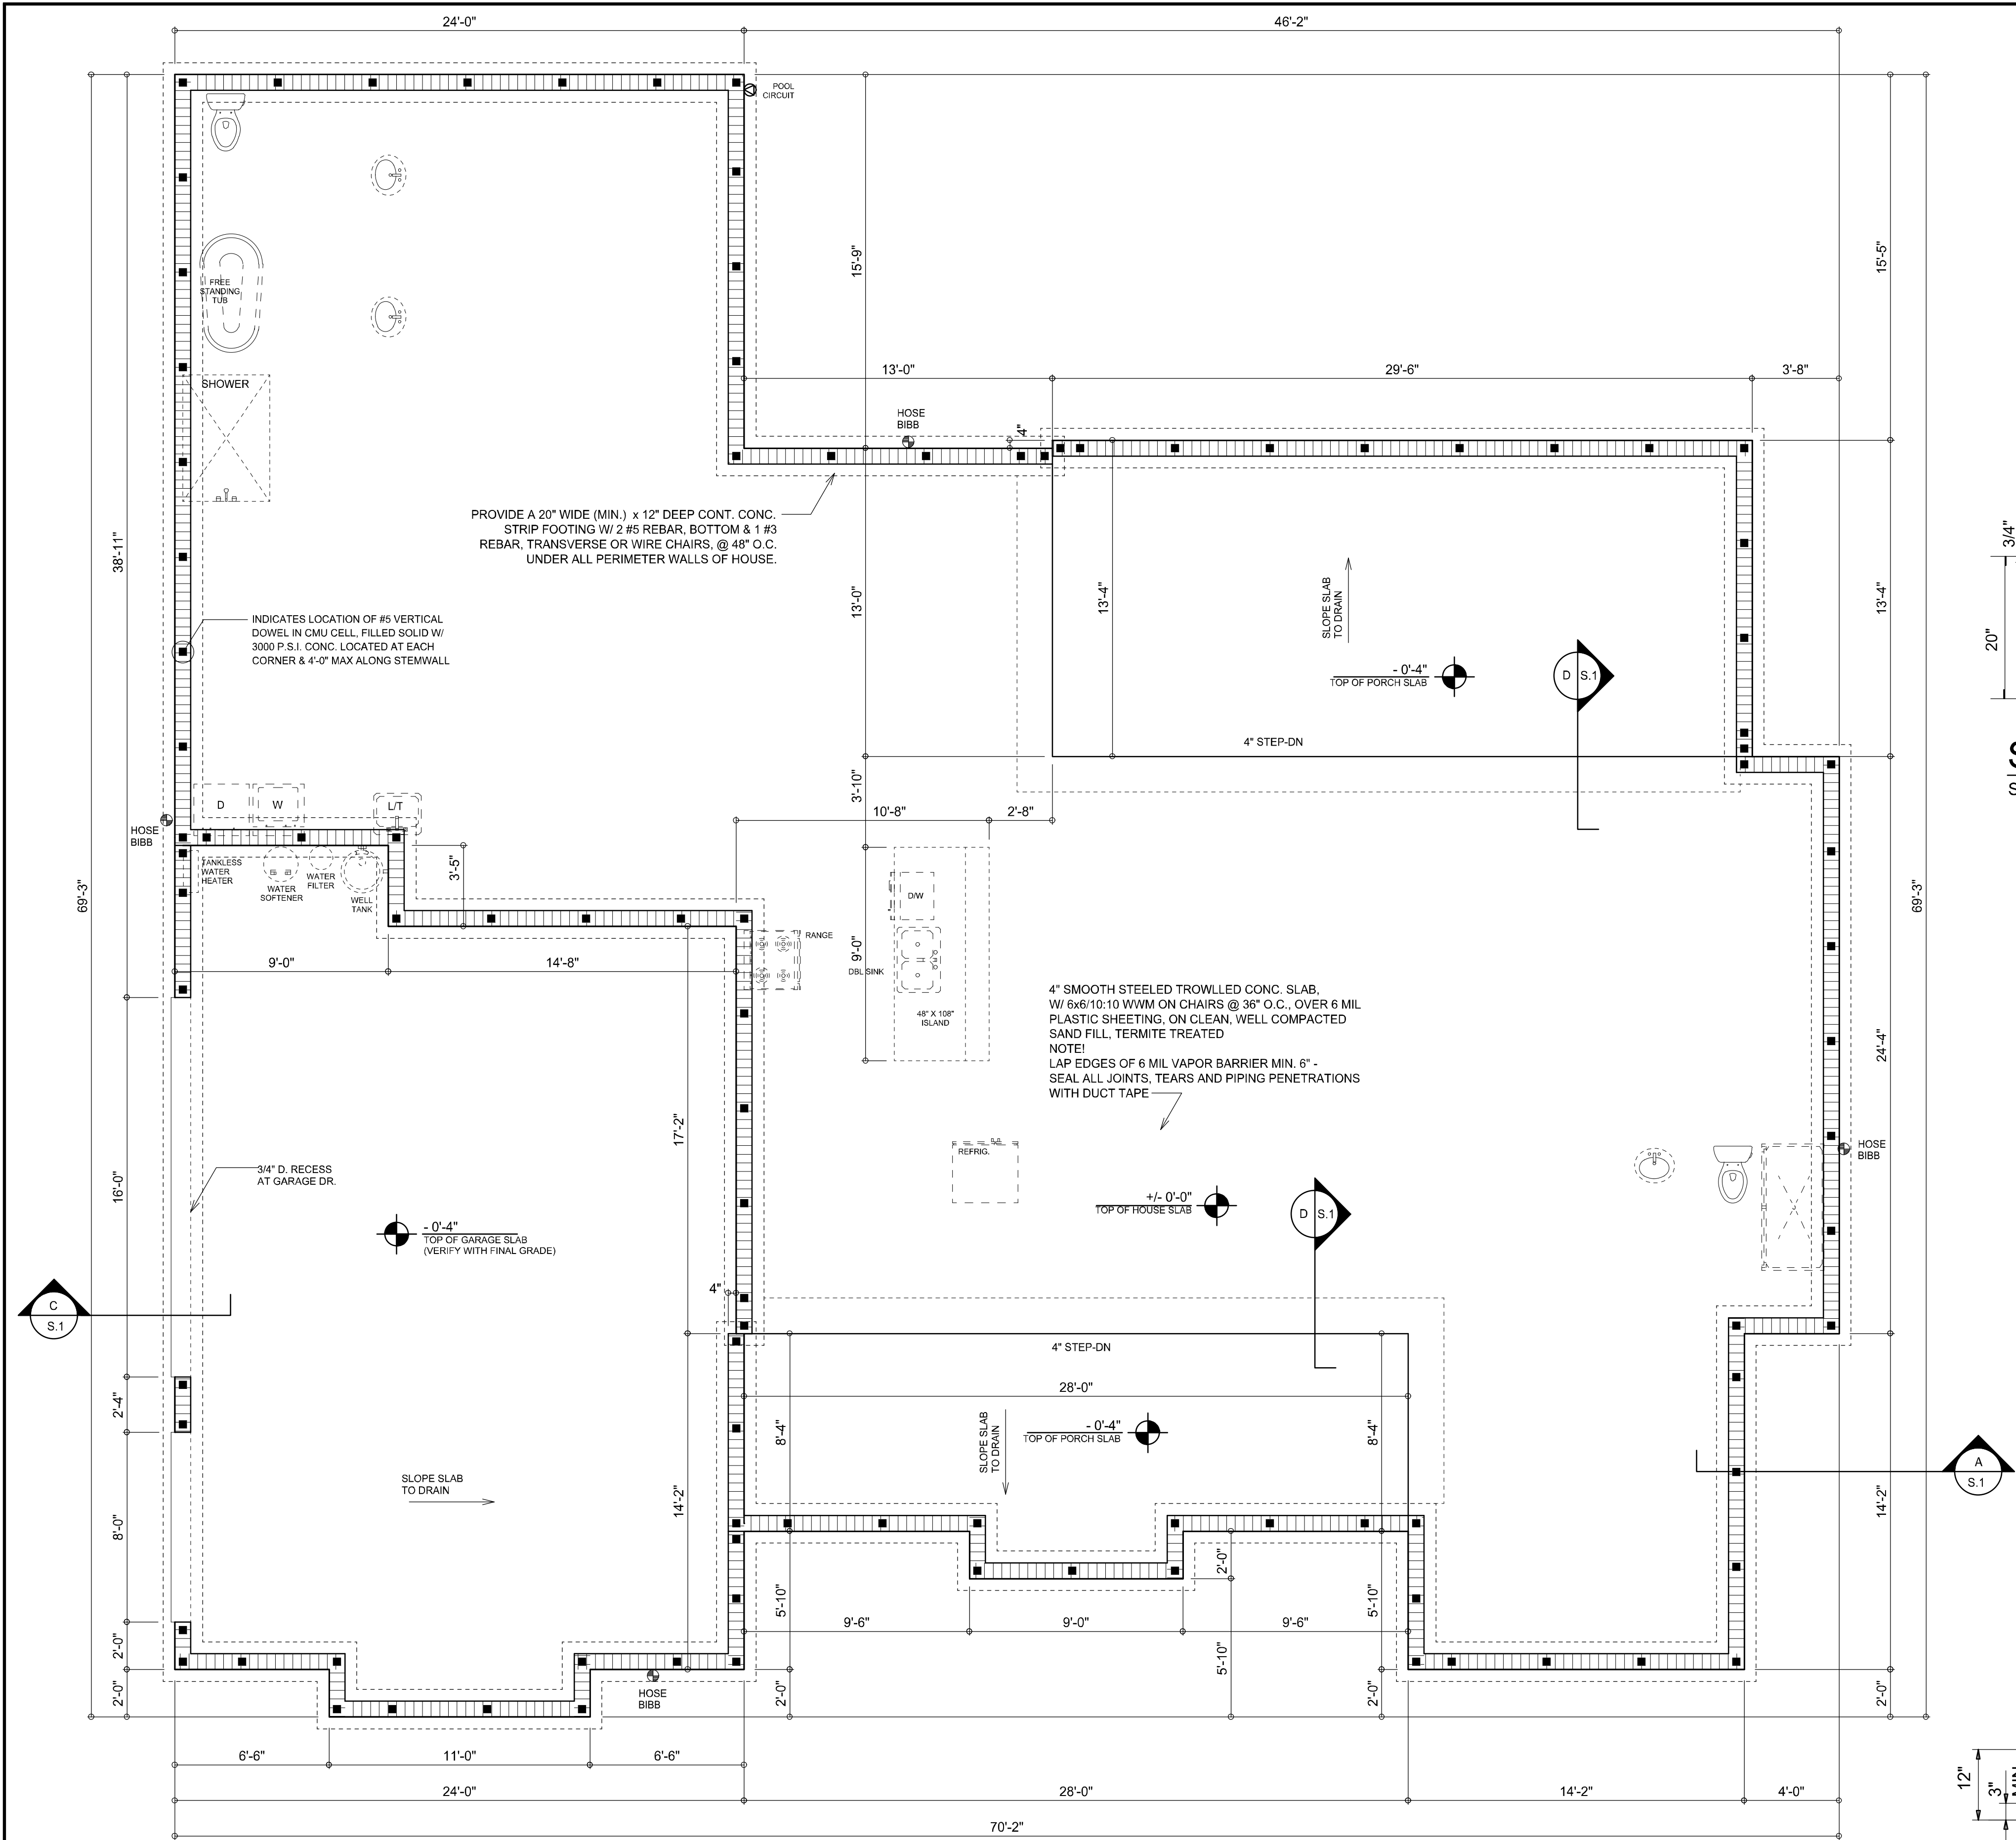 24'-0"
46'-2"
POOL
CIRCUIT
FREE
STANDING
TUB
SHOWER
15'-9"
15'-5"
13'-0"
29'-6"
3'-8"
HOSE
BIBB
4"
PROVIDE A 20" WIDE (MIN.) x 12" DEEP CONT. CONC.
STRIP FOOTING W/ 2 #5 REBAR, BOTTOM & 1 #3
REBAR, TRANSVERSE OR WIRE CHAIRS, @ 48" O.C.
UNDER ALL PERIMETER WALLS OF HOUSE.
38'-11"
3/4"
20"
INDICATES LOCATION OF #5 VERTICAL
DOWEL IN CMU CELL, FILLED SOLID W/
3000 P.S.I. CONC. LOCATED AT EACH
CORNER & 4'-0" MAX ALONG STEMWALL
13'-0"
13'-4"
SLOPE SLAB
TO DRAIN
13'-4"
- 0'-4"
TOP OF PORCH SLAB
D S.1
4" STEP-DN
3'-10"
10'-8"
2'-8"
D
W
L/T
HOSE
BIBB
TANKLESS
WATER
HEATER
WATER
SOFTENER
WATER
FILTER
WELL
TANK
3'-5"
69'-3"
69'-3"
D/W
RANGE
9'-0"
14'-8"
9'-0"
DBL SINK
48" X 108"
ISLAND
4" SMOOTH STEELED TROWLLED CONC. SLAB,
W/ 6x6/10:10 WWM ON CHAIRS @ 36" O.C., OVER 6 MIL
PLASTIC SHEETING, ON CLEAN, WELL COMPACTED
SAND FILL, TERMITE TREATED
NOTE!
LAP EDGES OF 6 MIL VAPOR BARRIER MIN. 6" -
SEAL ALL JOINTS, TEARS AND PIPING PENETRATIONS
WITH DUCT TAPE
24'-4"
17'-2"
REFRIG.
HOSE
BIBB
3/4" D. RECESS
AT GARAGE DR.
16'-0"
+/- 0'-0"
TOP OF HOUSE SLAB
D S.1
- 0'-4"
TOP OF GARAGE SLAB
(VERIFY WITH FINAL GRADE)
4"
C
S.1
4" STEP-DN
28'-0"
2'-4"
8'-4"
SLOPE SLAB
TO DRAIN
- 0'-4"
TOP OF PORCH SLAB
8'-4"
A
S.1
SLOPE SLAB
TO DRAIN
14'-2"
14'-2"
8'-0"
2'-0"
5'-10"
5'-10"
9'-6"
9'-0"
9'-6"
5'-10"
2'-0"
HOSE
BIBB
2'-0"
2'-0"
2'-0"
2'-0"
6'-6"
11'-0"
6'-6"
24'-0"
28'-0"
14'-2"
4'-0"
70'-2"
12"
3"